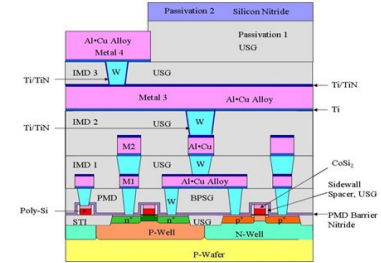 Passivation 2 Silicon Nitride
Passivation 1
USG
Al•Cu Alloy
Metal 4
Ti/TiN
IMD 3 W USG
Ti/TiN
Metal 3 Al•Cu Alloy
Ti
Ti/TiN
IMD 2 USG
W
M2 Al•Cu
CoSi2
IMD 1 W USG
M1 Al•Cu Alloy
Sidewall
Spacer, USG
PMD W BPSG
Poly-Si
PMD Barrier
Nitride
STI n+ n+ USG p+ p+
P-Well N-Well
P-Wafer